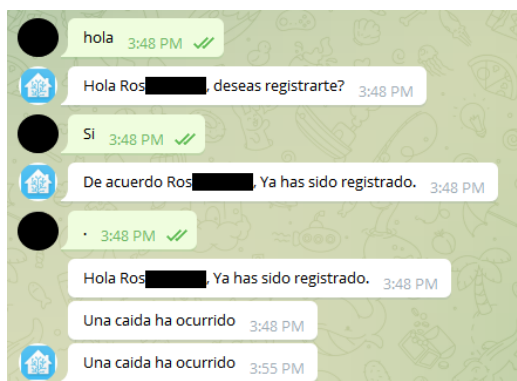 hola 3:48 PM
Hola Ros , deseas registrarte? 3:48 PM
Si 3:48 PM
De acuerdo Ros , Ya has sido registrado. 3:48 PM
. 3:48 PM
Hola Ros , Ya has sido registrado. 3:48 PM
Una caida ha ocurrido 3:48 PM
Una caida ha ocurrido 3:55 PM